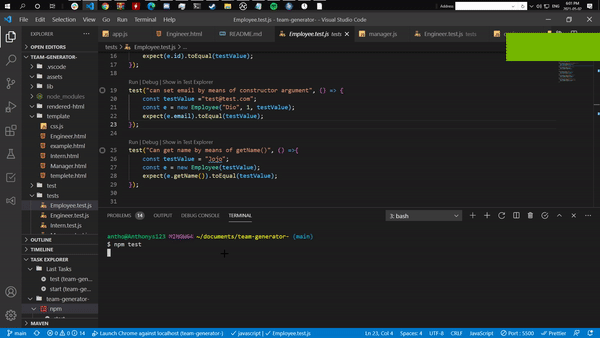 File Edit Selection View Go Run Terminal Help
Employee.test.js - team-generator - Visual Studio Code
Address
ENG
6:01 PM
2021-05-02
EXPLORER
OPEN EDITORS
TEAM-GENERATOR-
.vscode
assets
lib
node_modules
rendered-html
template
css.js
Engineer.html
example.html
Intern.html
Manager.html
templete.html
test
tests
Employee.test.js
Engineer.test.js
Intern.test.js
OUTLINE
TIMELINE
TASK EXPLORER
Last Tasks
test (team-gen...
start (team-gen...
team-generator-
npm
MAVEN
app.js
Engineer.html
README.md
Employee.test.js tests
manager.js
Engineer.test.js
tests > Employee.test.js > ...
16 expect(e.id).toEqual(testValue);
17 });
18
Run | Debug | Show in Test Explorer
19 test("can set email by means of constructor argument", () => {
20 const testValue ="test@test.com";
21 const e = new Employee("Dio", 1, testValue);
22 expect(e.email).toEqual(testValue);
23 });
24
Run | Debug | Show in Test Explorer
25 test("Can get name by means of getName()", () =>{
26 const testValue = "Jojo";
27 const e = new Employee(testValue);
28 expect(e.getName()).toEqual(testValue);
29 });
30
31
PROBLEMS 14 OUTPUT DEBUG CONSOLE TERMINAL
3: bash
antho@Anthonys123 MINGW64 ~/documents/team-generator- (main)
$ npm test
main
0 0 14
Launch Chrome against localhost (team-generator-)
javascript | Employee.test.js
Ln 23, Col 4
Spaces: 4
UTF-8
CRLF
JavaScript
Port : 5500
Prettier